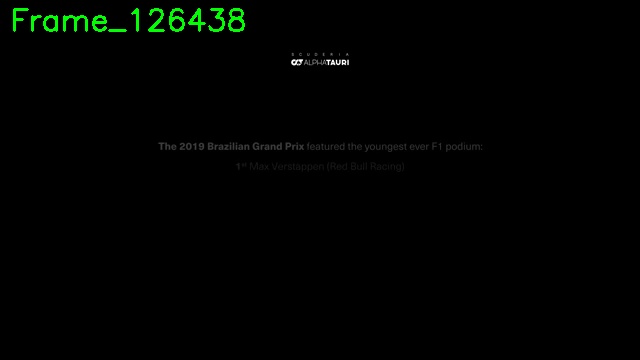 Frame_126438
SCUDERIA
ALPHATAURI
The 2019 Brazilian Grand Prix featured the youngest ever F1 podium:
1st Max Verstappen (Red Bull Racing)